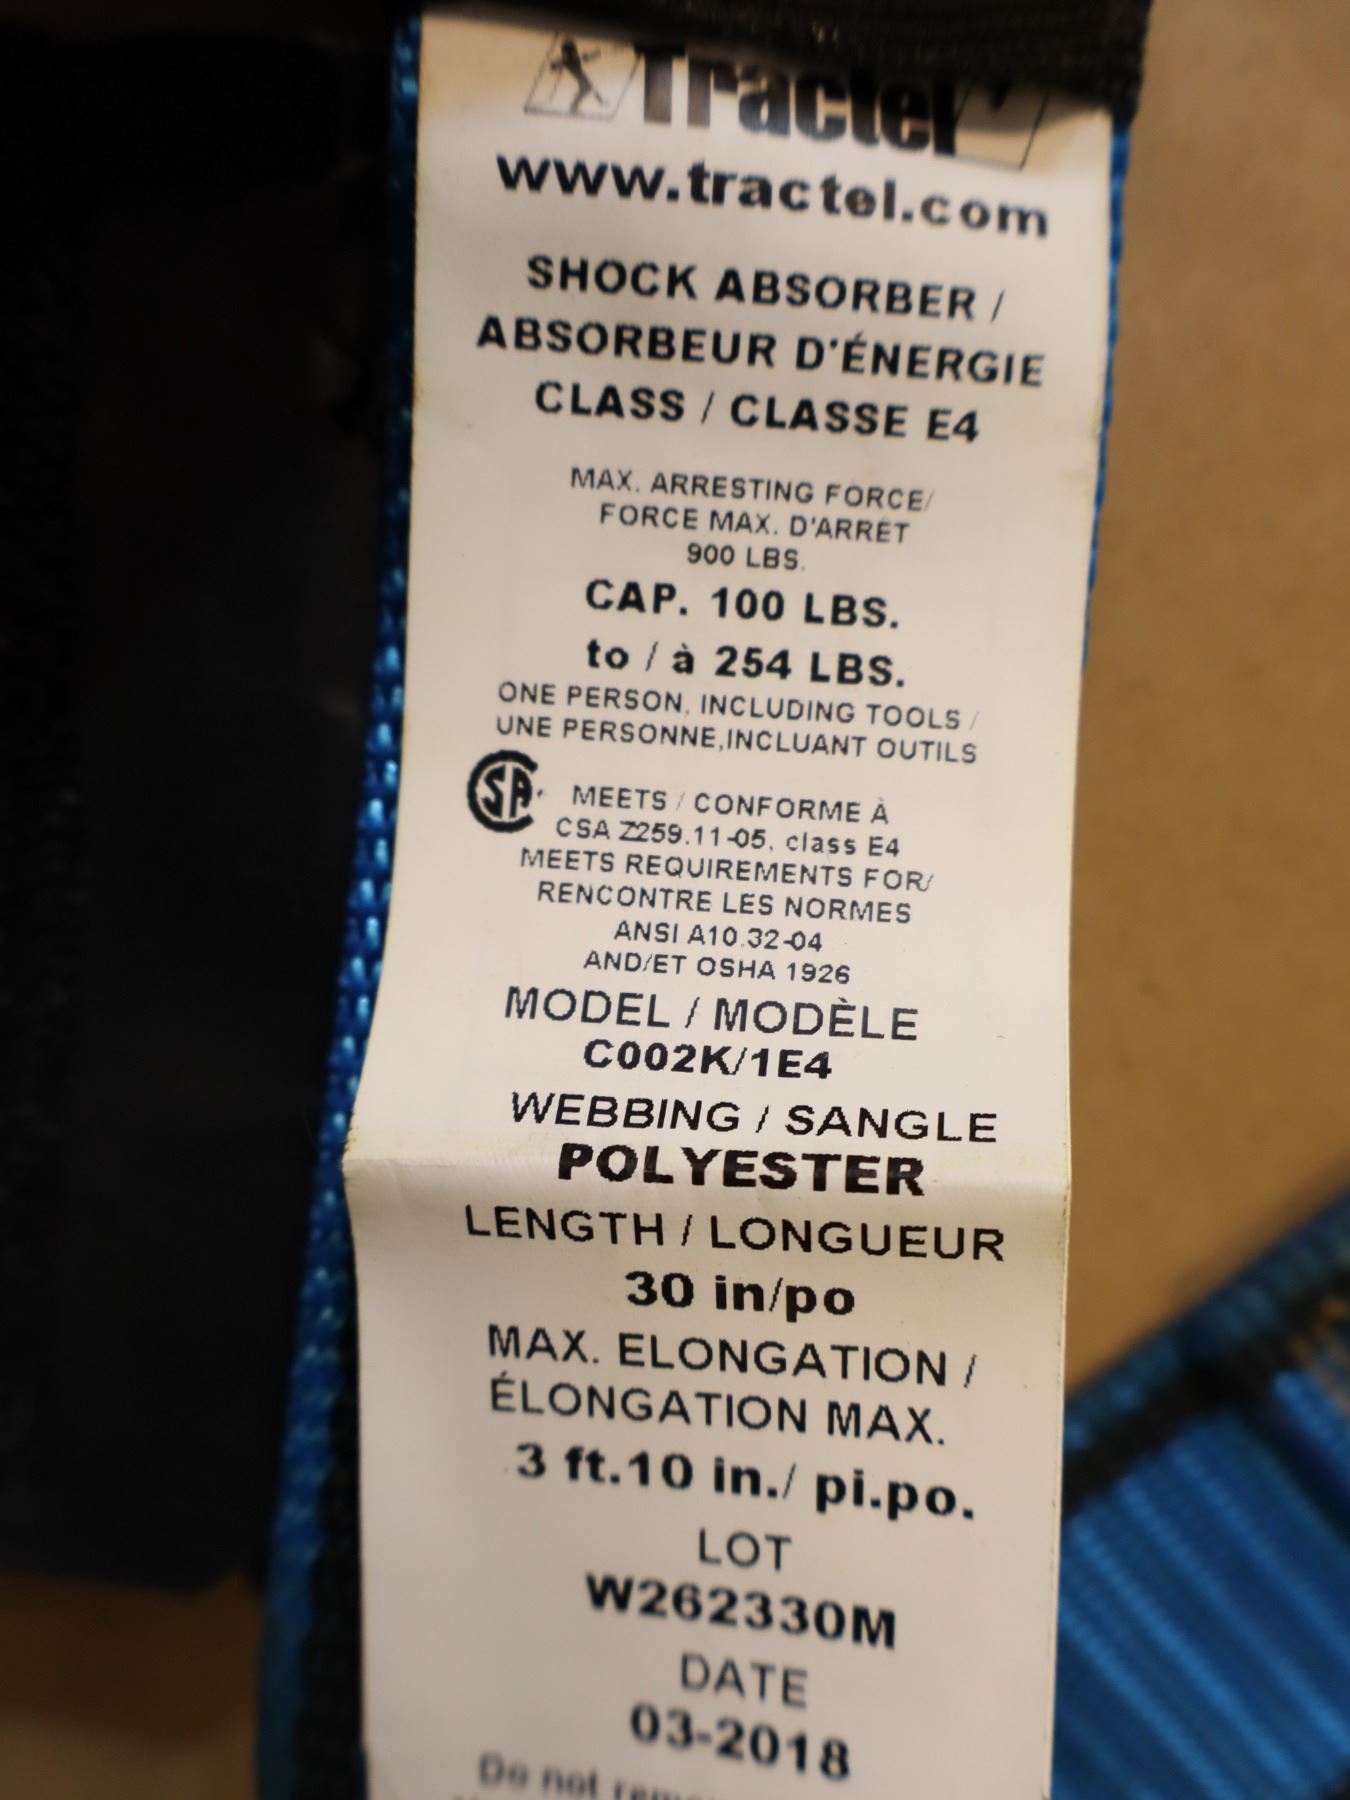 Tractel
www.tractel.com
SHOCK ABSORBER /
ABSORBEUR D'ÉNERGIE
CLASS / CLASSE E4
MAX. ARRESTING FORCE/
FORCE MAX. D'ARRÊT
900 LBS.
CAP. 100 LBS.
to / à 254 LBS.
ONE PERSON, INCLUDING TOOLS /
UNE PERSONNE,INCLUANT OUTILS
MEETS / CONFORME À
CSA Z259.11-05, class E4
MEETS REQUIREMENTS FOR/
RENCONTRE LES NORMES
ANSI A10.32-04
AND/ET OSHA 1926
MODEL / MODÈLE
C002K/1E4
WEBBING / SANGLE
POLYESTER
LENGTH / LONGUEUR
30 in/po
MAX. ELONGATION /
ÉLONGATION MAX.
3 ft.10 in./ pi.po.
LOT
W262330M
DATE
03-2018
Do not